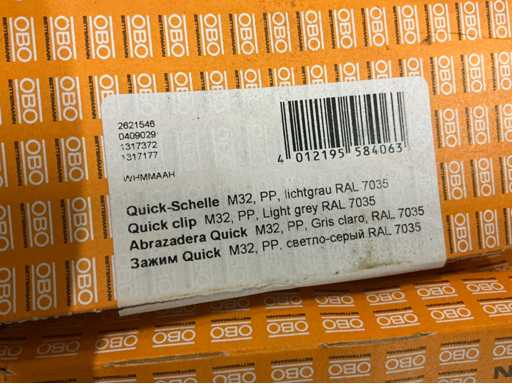 OBO
BETTERMANN
2621546
0409029
1317372
1317177
WHMMAAH
4 012195 584063
Quick-Schelle M32, PP, lichtgrau RAL 7035
Quick clip M32, PP, Light grey RAL 7035
Abrazadera Quick M32, PP, Gris claro, RAL 7035
Зажим Quick M32, PP, светло-серый RAL 7035